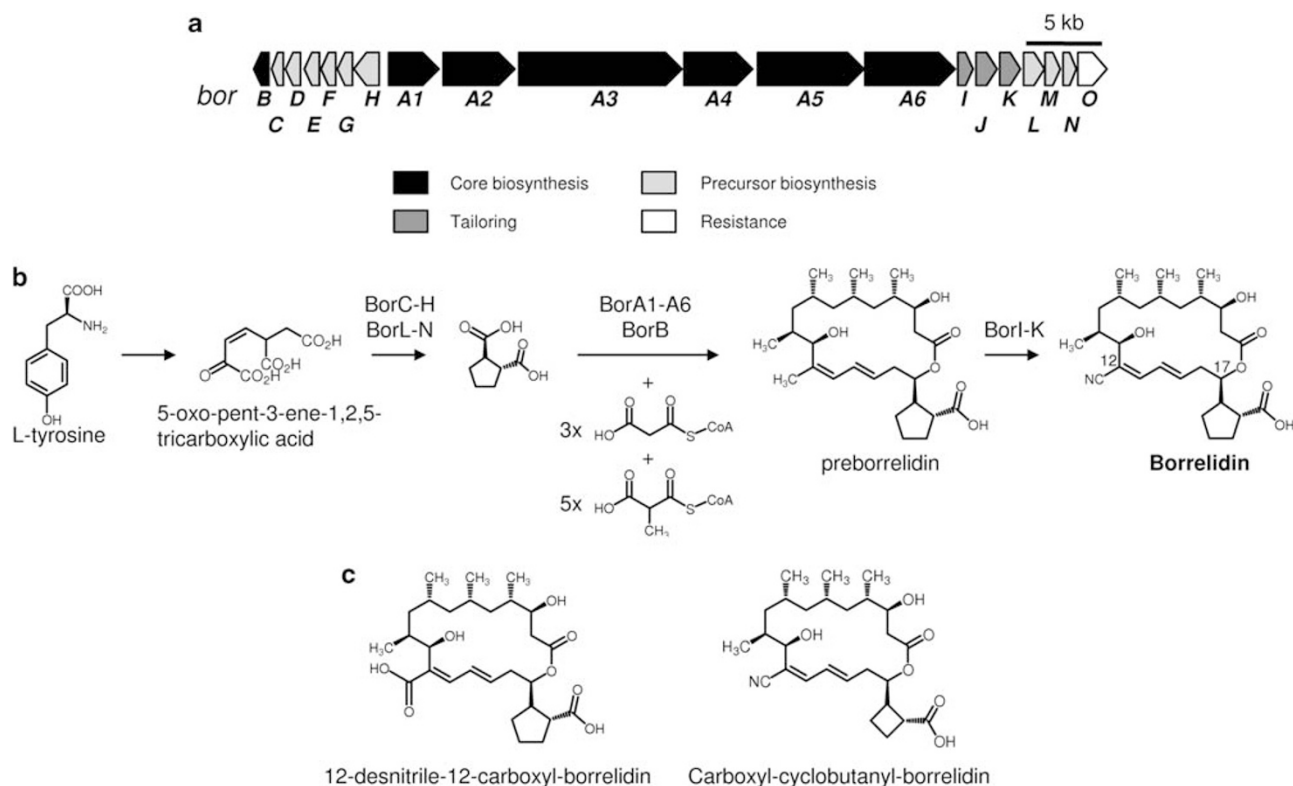 a
5 kb
bor
B D F H A1 A2 A3 A4 A5 A6 I K M O
C E G J L N
Core biosynthesis Precursor biosynthesis
Tailoring Resistance
b
COOH
NH₂
OH
L-tyrosine
CO₂H
CO₂H
O CO₂H
5-oxo-pent-3-ene-1,2,5-
tricarboxylic acid
BorC-H
BorL-N
O OH
O
OH
BorA1-A6
BorB
+
3x
O O
HO S CoA
+
5x
O O
HO S CoA
CH₃
CH₃ CH₃ CH₃
OH
OH
H₃C
H₃C
O
O
O
OH
preborrelidin
BorI-K
CH₃ CH₃ CH₃
OH
OH
H₃C
12
NC
O
17
O
O
OH
Borrelidin
c
CH₃ CH₃ CH₃
OH
OH
H₃C
HO
O
O
O
O
OH
12-desnitrile-12-carboxyl-borrelidin
CH₃ CH₃ CH₃
OH
OH
H₃C
NC
O
O
O
OH
Carboxyl-cyclobutanyl-borrelidin